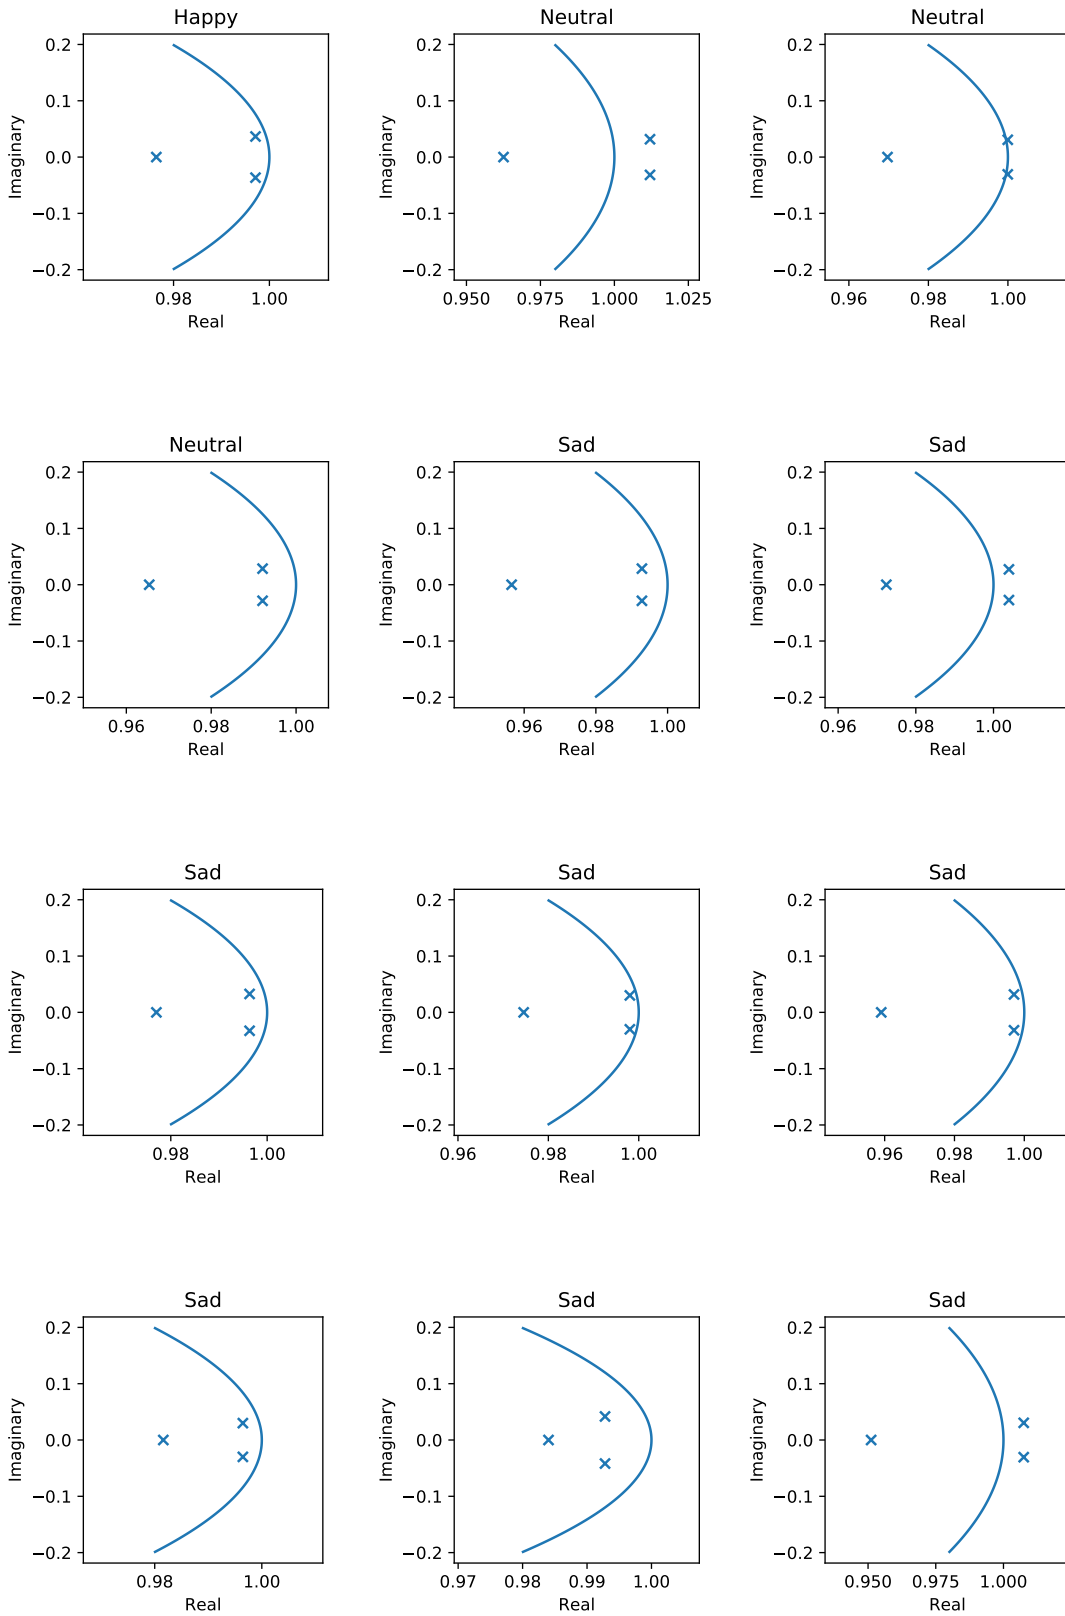 Happy
Imaginary
0.2
0.1
0.0
−0.1
−0.2
0.98 1.00
Real
Neutral
Imaginary
0.2
0.1
0.0
−0.1
−0.2
0.950 0.975 1.000 1.025
Real
Neutral
Imaginary
0.2
0.1
0.0
−0.1
−0.2
0.96 0.98 1.00
Real
Neutral
Imaginary
0.2
0.1
0.0
−0.1
−0.2
0.96 0.98 1.00
Real
Sad
Imaginary
0.2
0.1
0.0
−0.1
−0.2
0.96 0.98 1.00
Real
Sad
Imaginary
0.2
0.1
0.0
−0.1
−0.2
0.96 0.98 1.00
Real
Sad
Imaginary
0.2
0.1
0.0
−0.1
−0.2
0.98 1.00
Real
Sad
Imaginary
0.2
0.1
0.0
−0.1
−0.2
0.96 0.98 1.00
Real
Sad
Imaginary
0.2
0.1
0.0
−0.1
−0.2
0.96 0.98 1.00
Real
Sad
Imaginary
0.2
0.1
0.0
−0.1
−0.2
0.98 1.00
Real
Sad
Imaginary
0.2
0.1
0.0
−0.1
−0.2
0.97 0.98 0.99 1.00
Real
Sad
Imaginary
0.2
0.1
0.0
−0.1
−0.2
0.950 0.975 1.000
Real